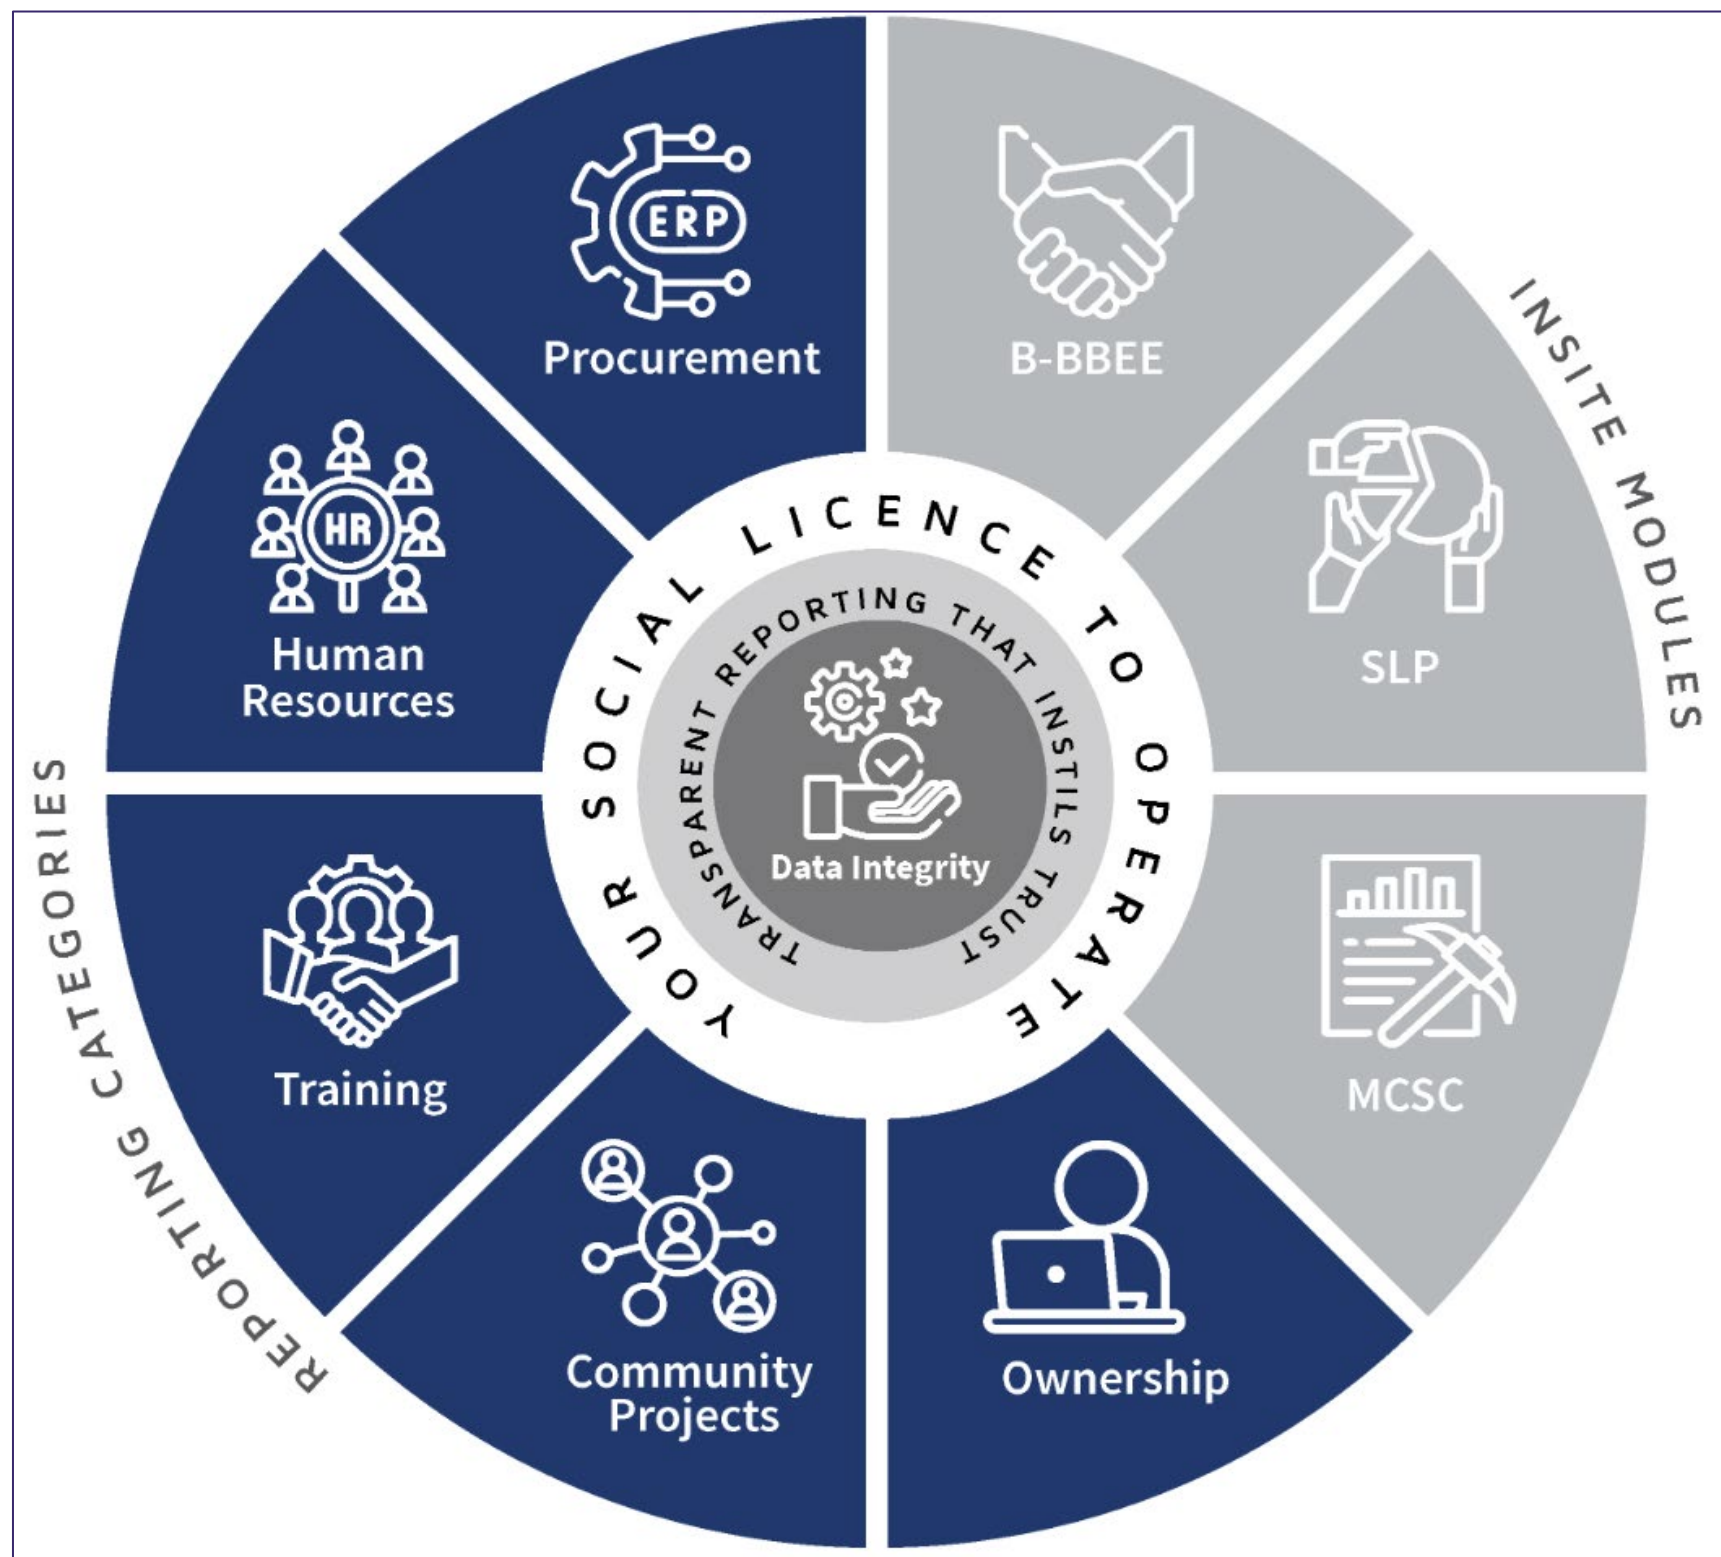 ERP
Procurement
B-BBEE
HR
Human
Resources
SLP
Training
MCSC
Community
Projects
Ownership
INSITE MODULES
REPORTING CATEGORIES
YOUR SOCIAL LICENCE TO OPERATE
TRANSPARENT REPORTING THAT INSTILS TRUST
Data Integrity